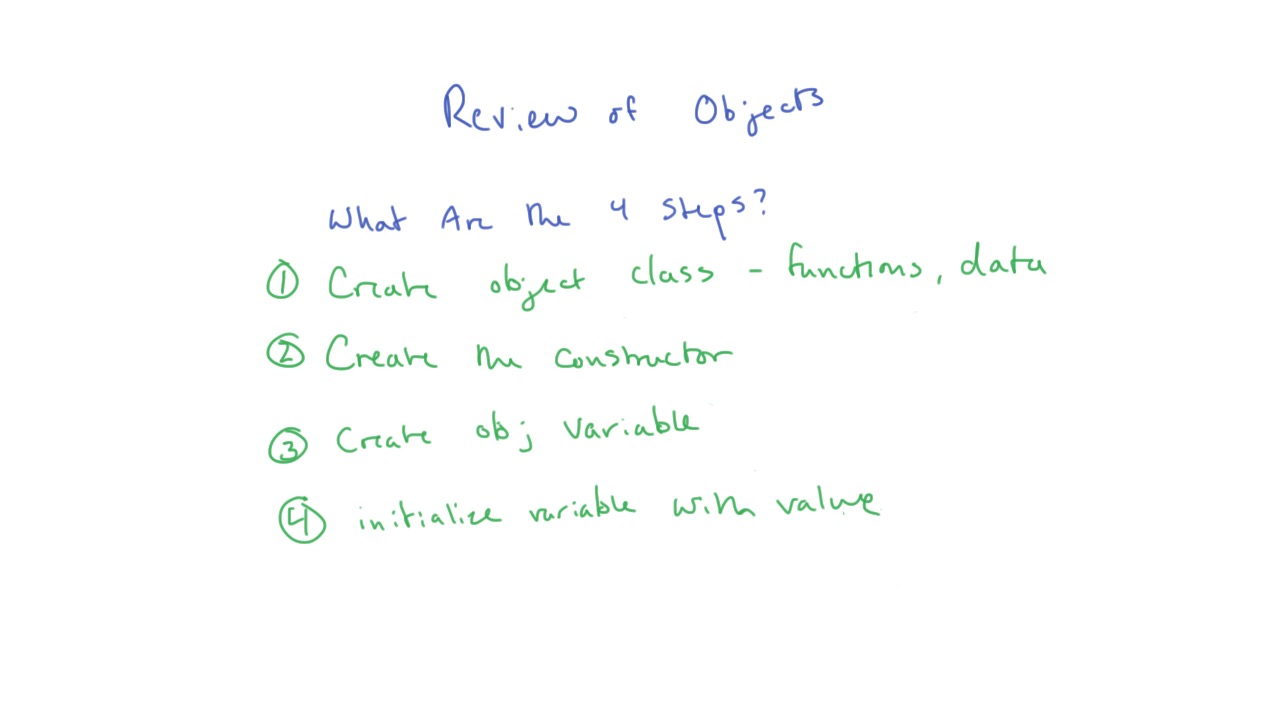 Review of Objects
What Are the 4 steps?
① Create object class - functions, data
② Create the constructor
③ Create obj variable
④ initialize variable with value